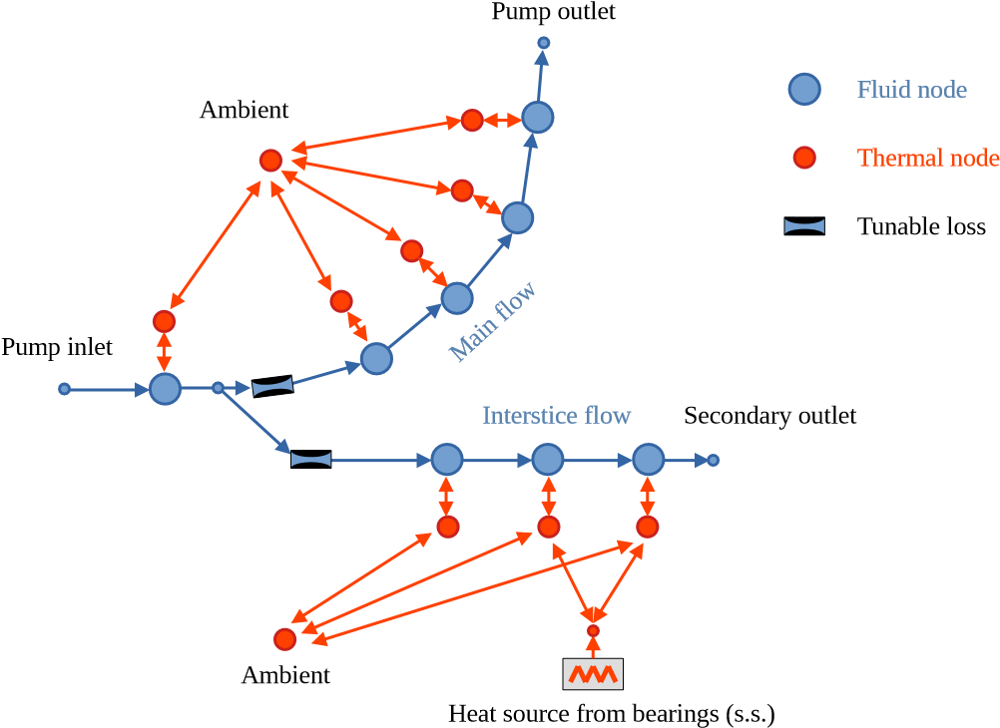 Pump outlet
Ambient
Fluid node
Thermal node
Tunable loss
Main flow
Pump inlet
Interstice flow
Secondary outlet
Ambient
Heat source from bearings (s.s.)